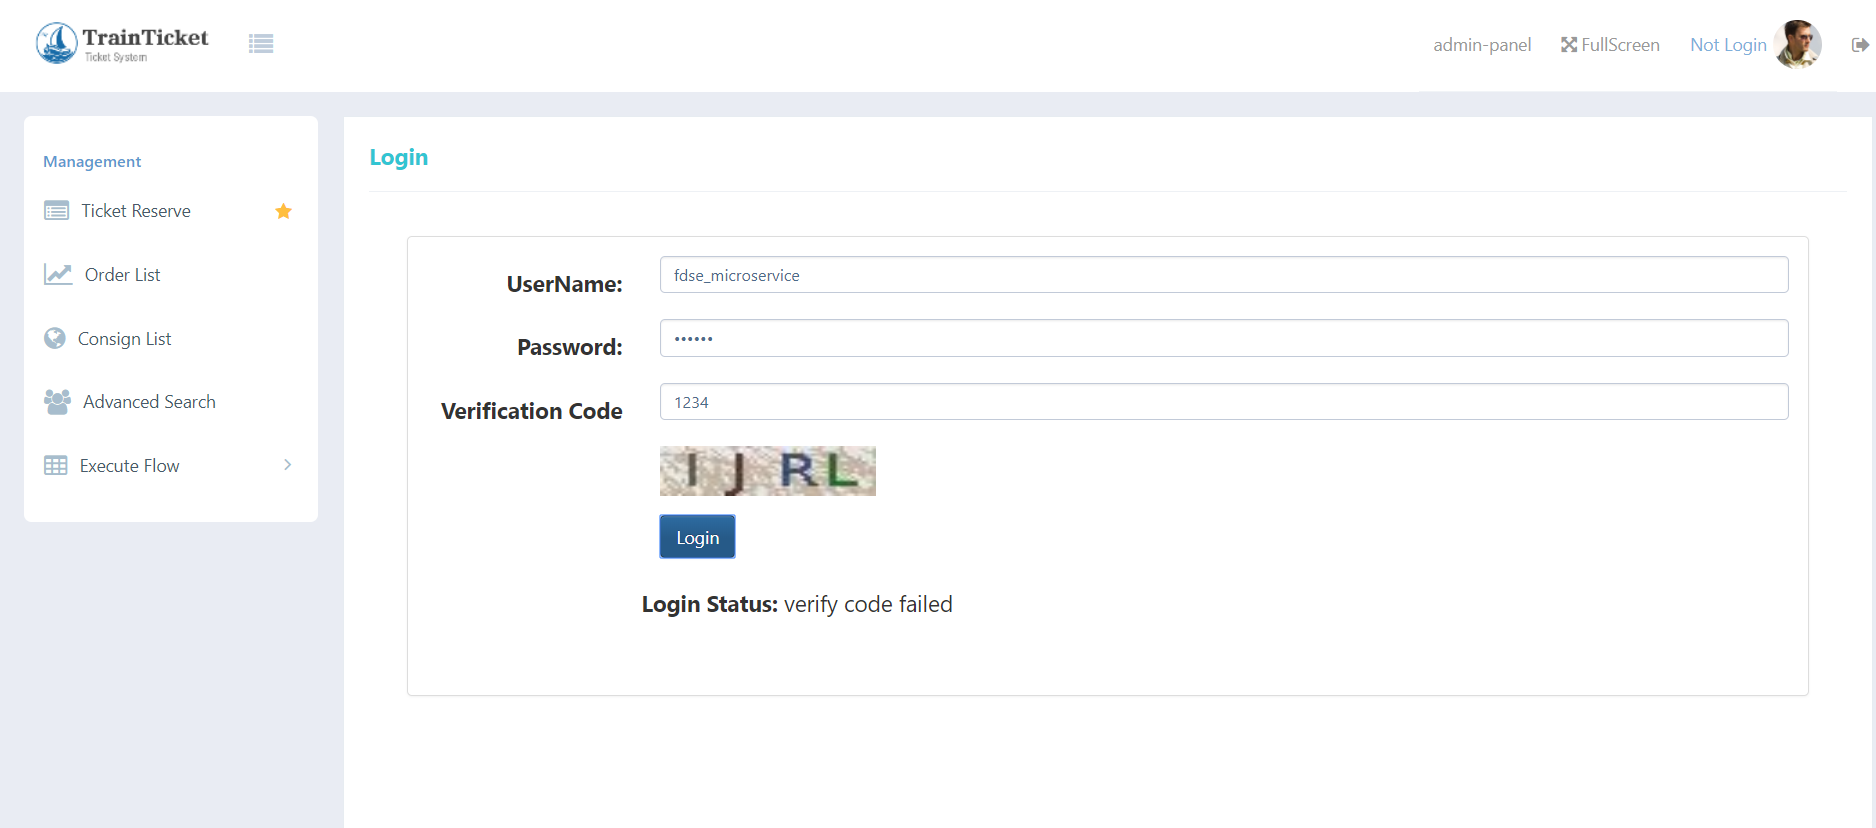 TrainTicket
Ticket System
admin-panel
FullScreen
Not Login
Management
Ticket Reserve
Order List
Consign List
Advanced Search
Execute Flow
Login
UserName:
fdse_microservice
Password:
••••••
Verification Code
1234
I J R L
Login
Login Status: verify code failed